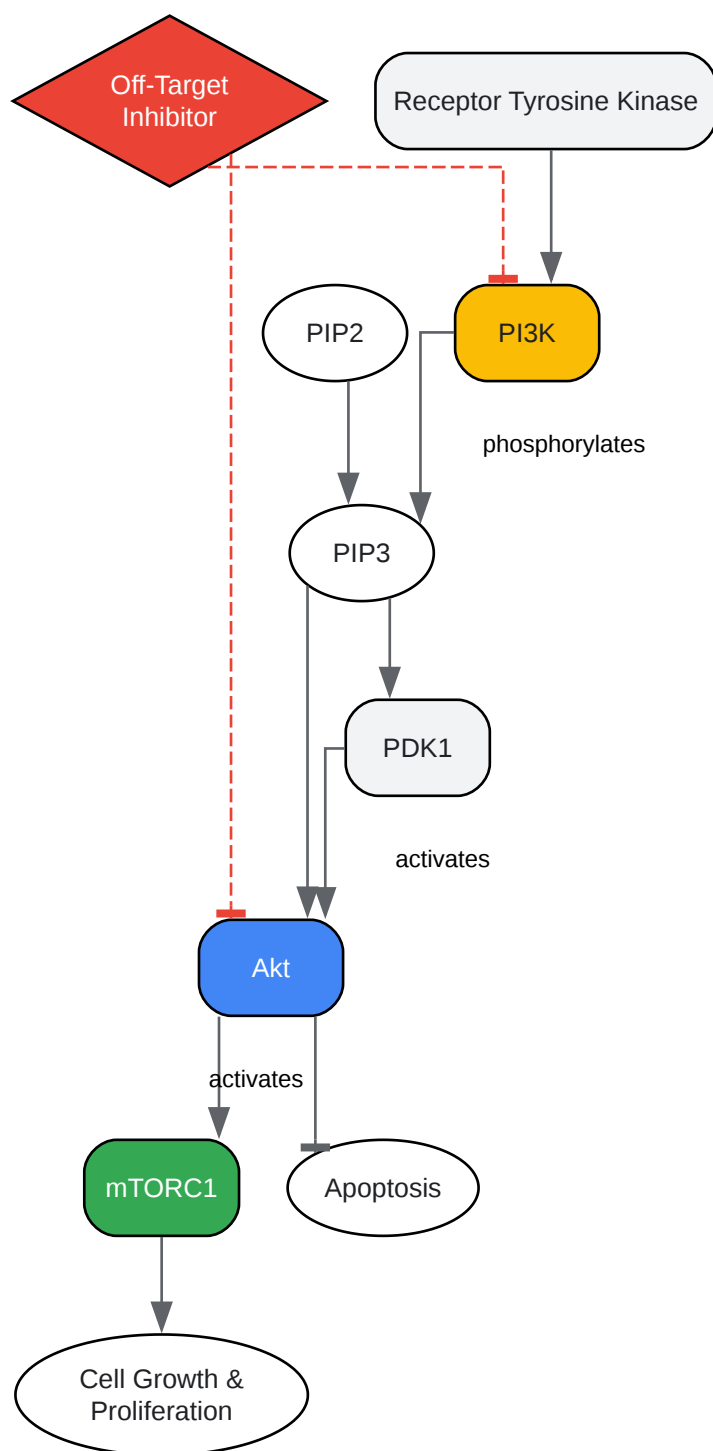 Off-Target
Inhibitor
Receptor Tyrosine Kinase
PIP2
PI3K
phosphorylates
PIP3
PDK1
activates
Akt
activates
mTORC1
Apoptosis
Cell Growth &
Proliferation